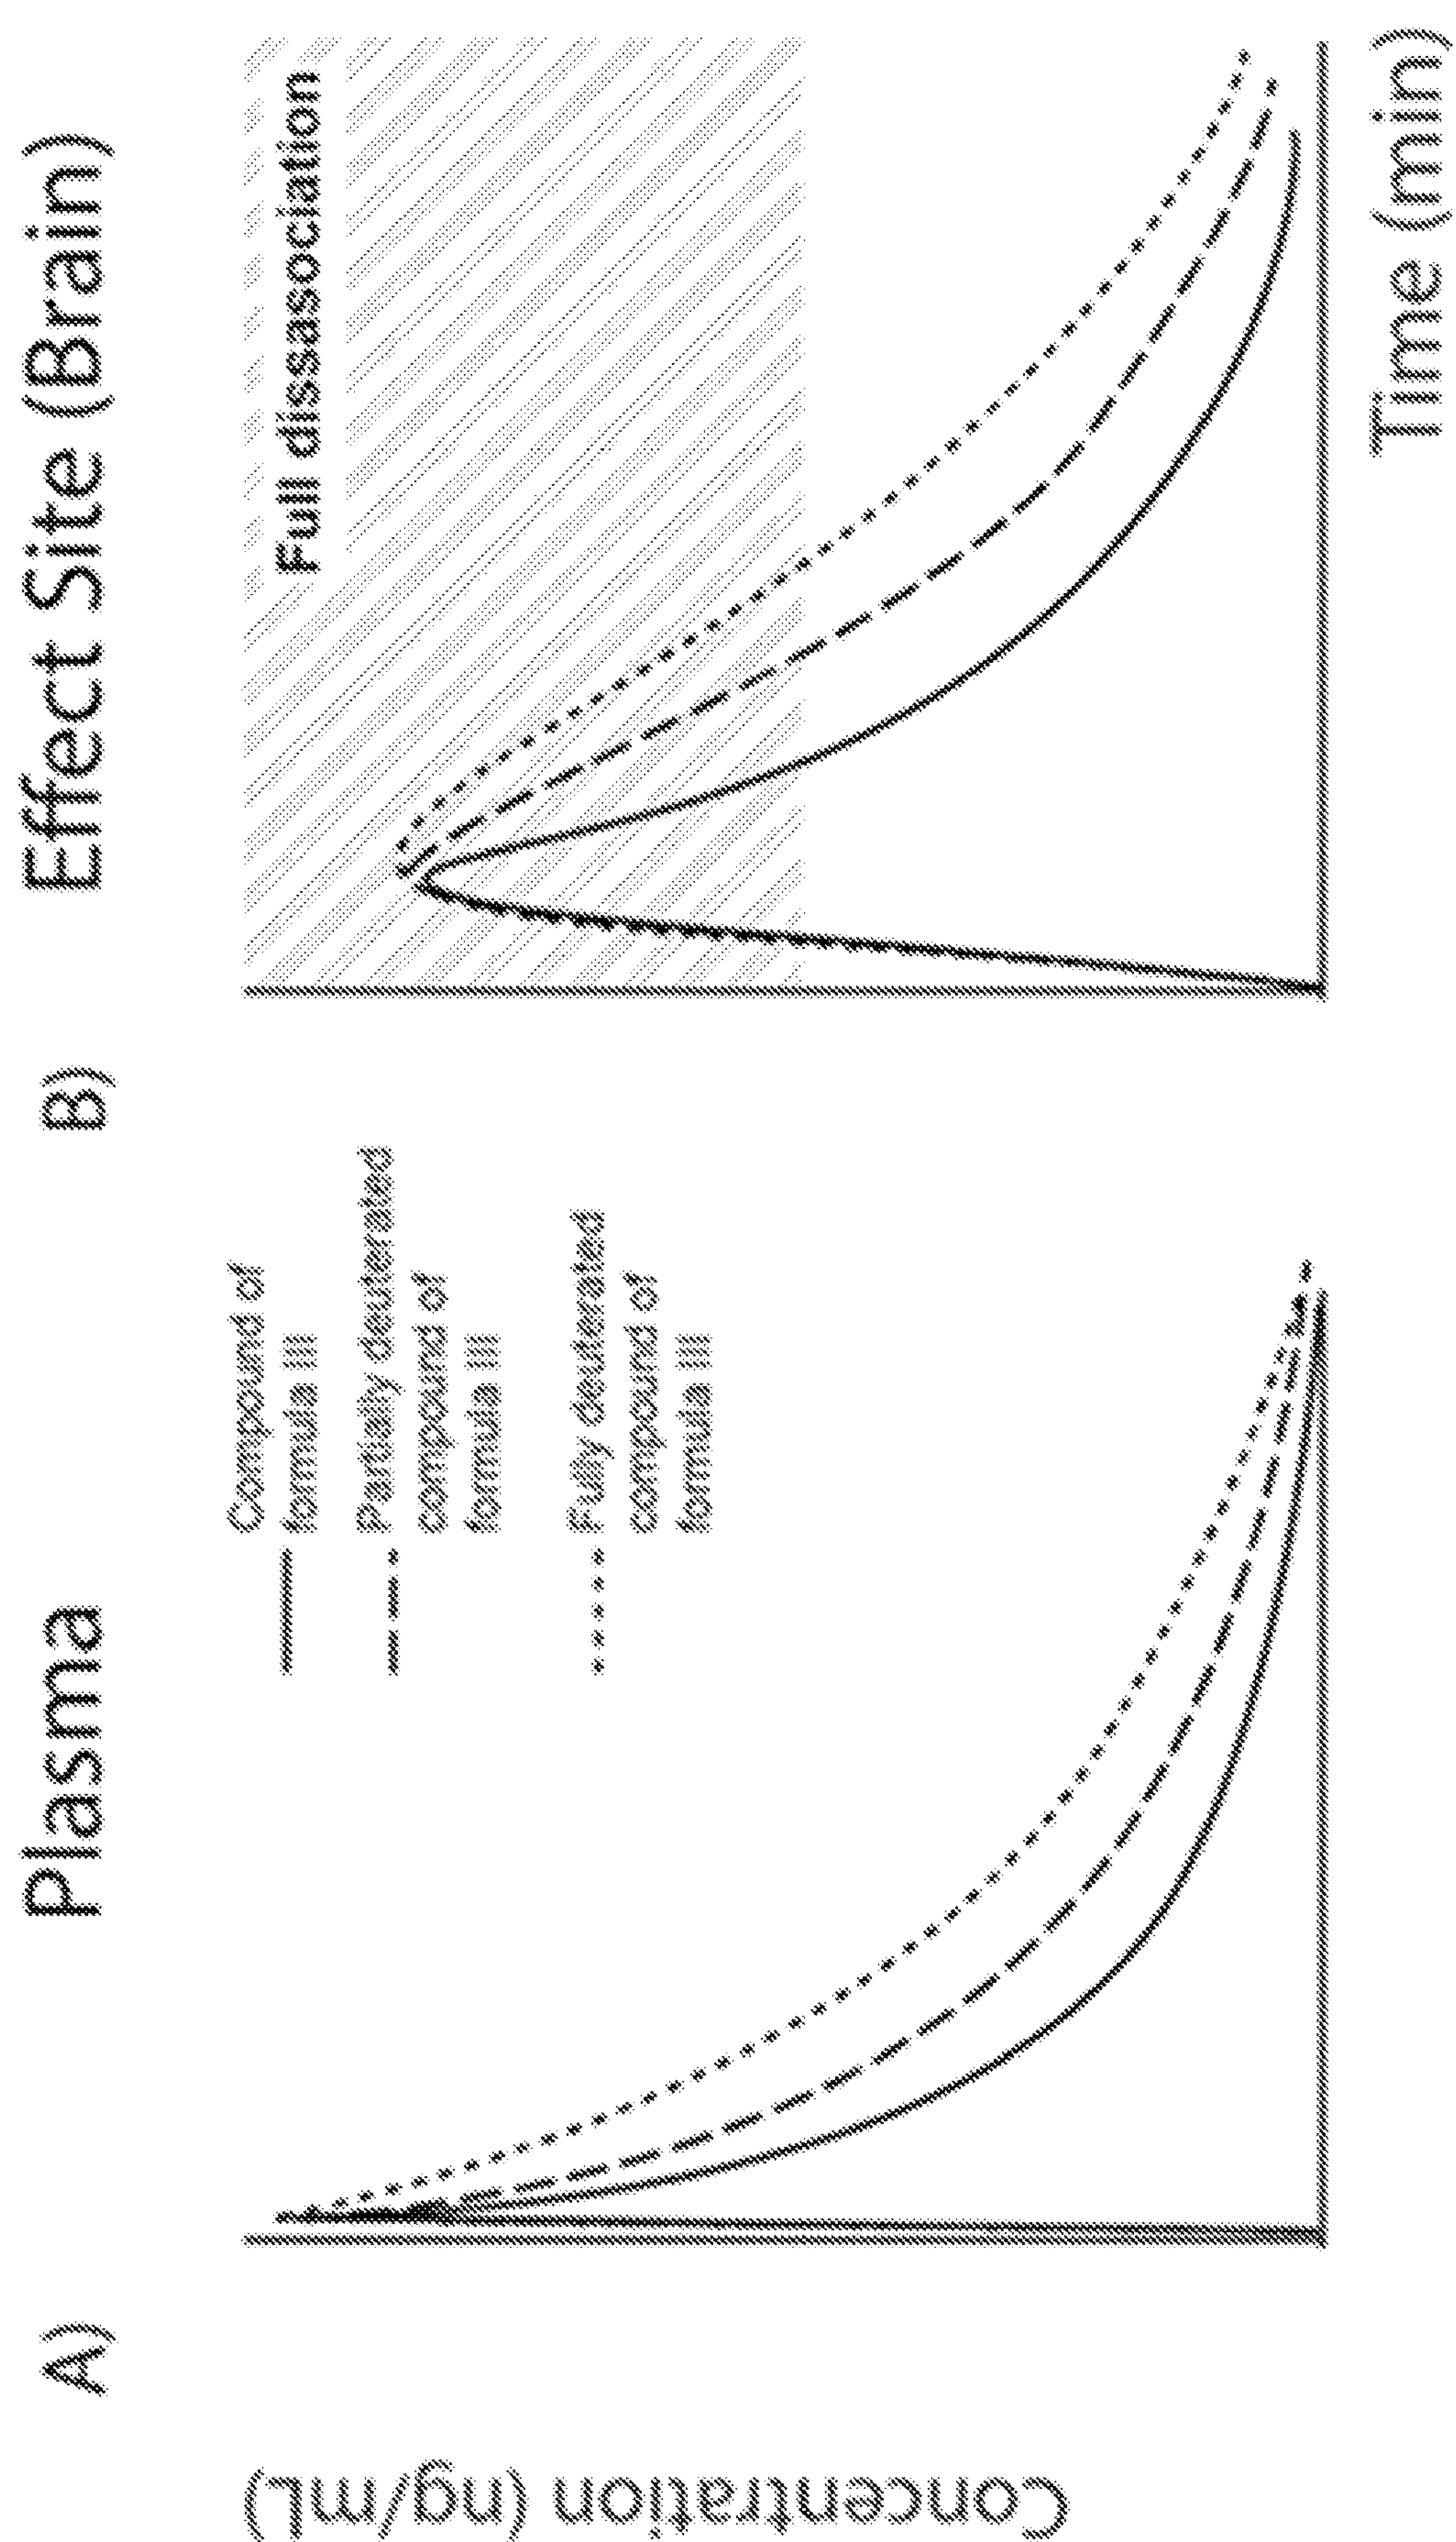 A)
Plasma
Concentration (ng/mL)
Compound of
formula III
Partially deuterated
compound of
formula III
Fully deuterated
compound of
formula III
B)
Effect Site (Brain)
Full dissasociation
Time (min)